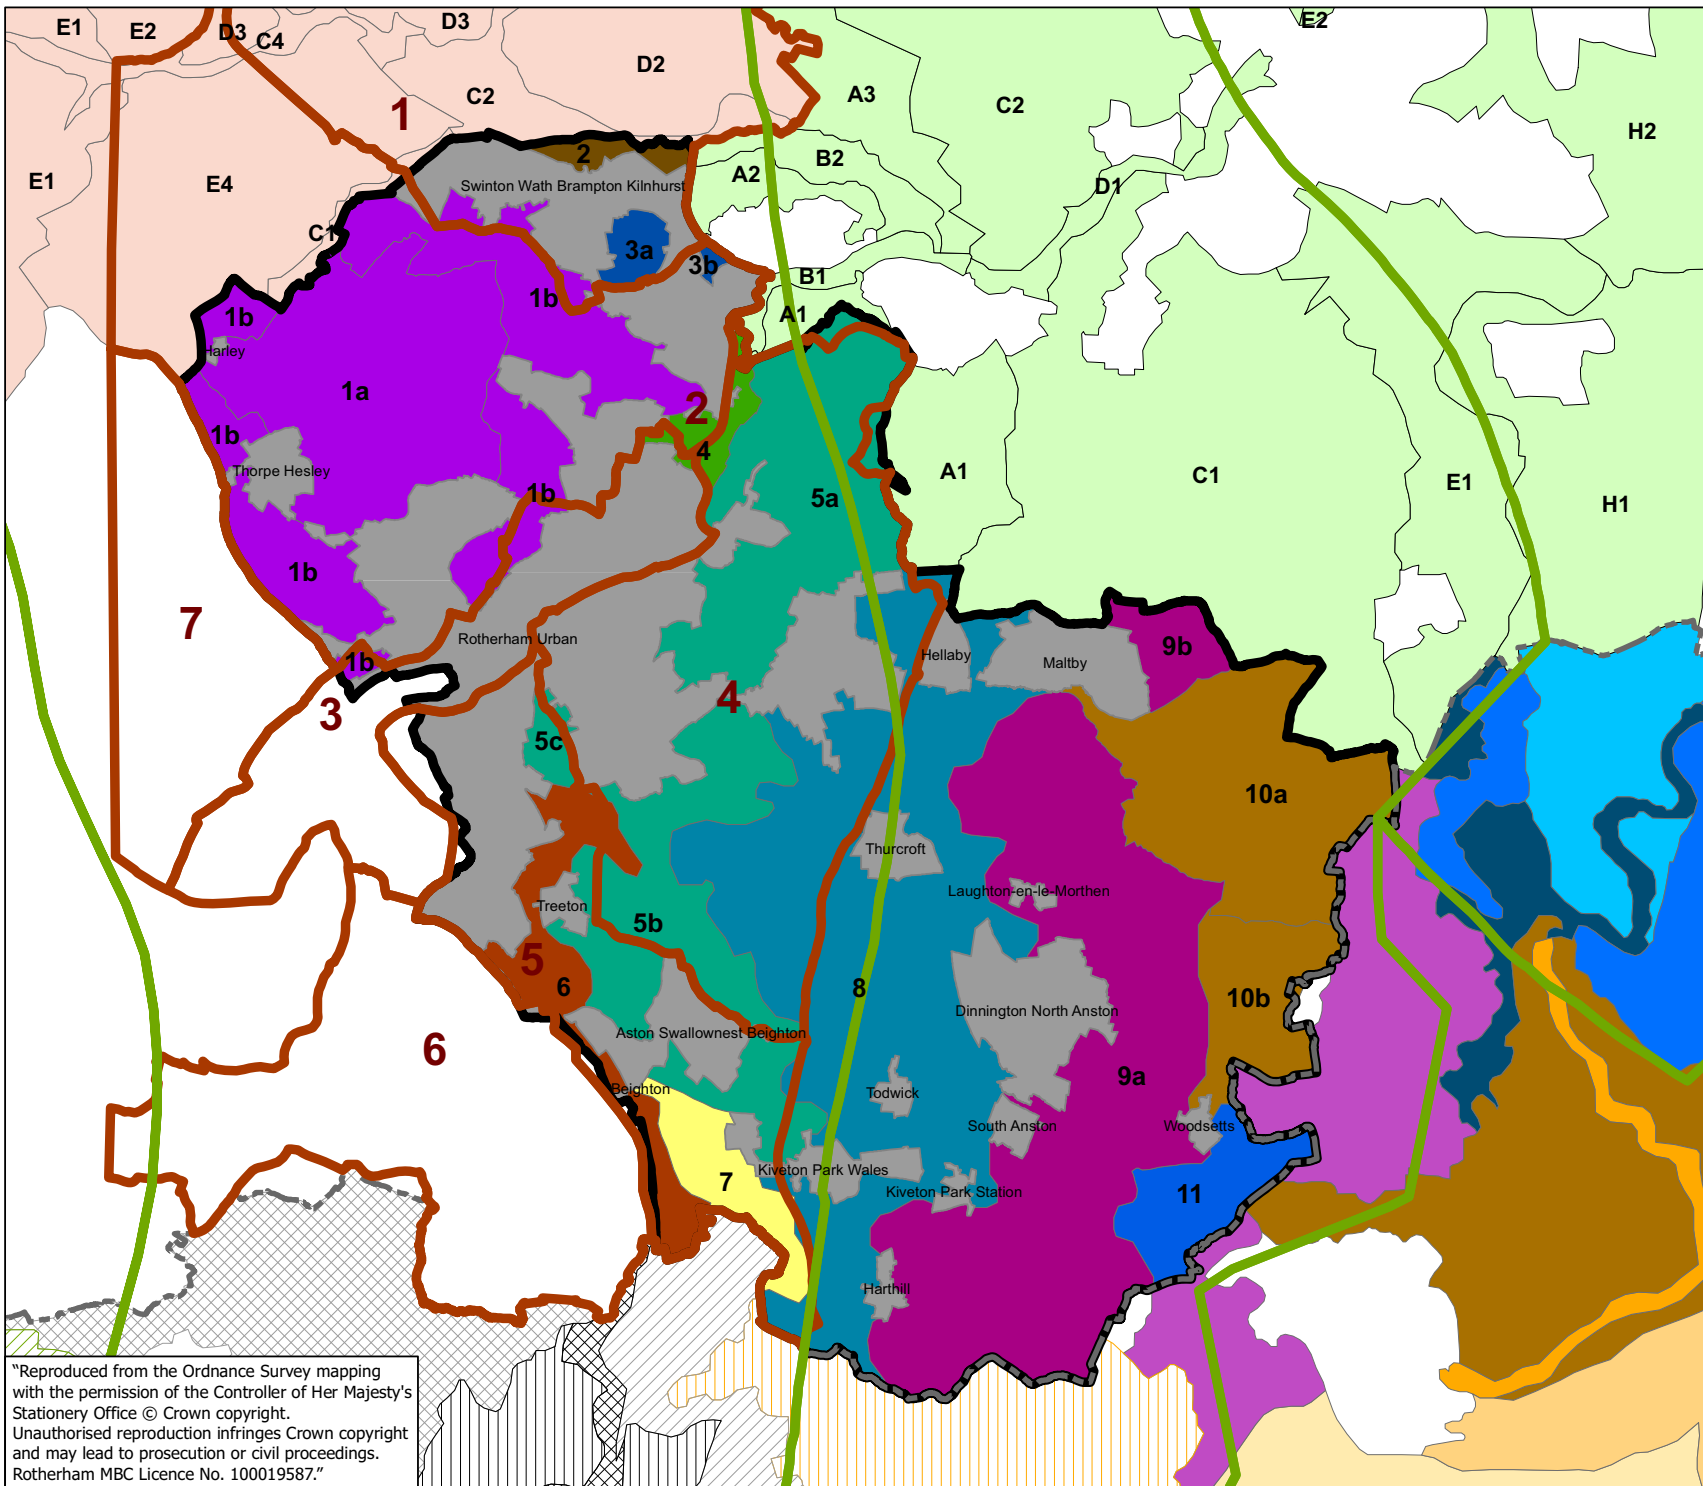 E1
E2
D3
C4
D3
E2
D2
A3
C2
C2
1
H2
2
B2
A2
E1
E4
D1
Swinton Wath Brampton Kilnhurst
C1
3a
3b
B1
1b
1b
A1
Harley
1a
2
1b
4
Thorpe Hesley
A1
C1
E1
1b
5a
H1
1b
7
Rotherham Urban
9b
1b
Hellaby
Maltby
4
3
5c
10a
Thurcroft
Laughton-en-le-Morthen
Treeton
5b
5
6
8
10b
Dinnington North Anston
Aston Swallownest Beighton
6
9a
Beighton
Todwick
South Anston
Woodsetts
7
Kiveton Park Wales
Kiveton Park Station
11
Harthill
“Reproduced from the Ordnance Survey mapping
with the permission of the Controller of Her Majesty's
Stationery Office © Crown copyright.
Unauthorised reproduction infringes Crown copyright
and may lead to prosecution or civil proceedings.
Rotherham MBC Licence No. 100019587.”